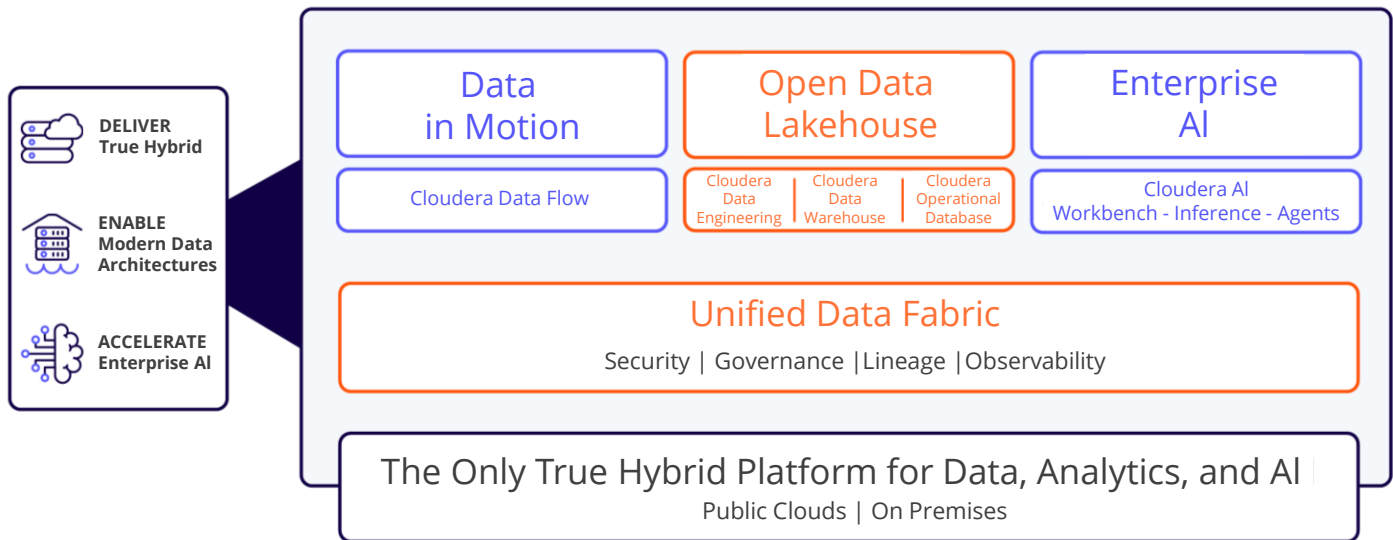 DELIVER
True Hybrid
ENABLE
Modern Data
Architectures
ACCELERATE
Enterprise AI
Data
in Motion
Cloudera Data Flow
Open Data
Lakehouse
Cloudera
Data
Engineering
Cloudera
Data
Warehouse
Cloudera
Operational
Database
Enterprise
AI
Cloudera AI
Workbench - Inference - Agents
Unified Data Fabric
Security | Governance |Lineage |Observability
The Only True Hybrid Platform for Data, Analytics, and AI
Public Clouds | On Premises